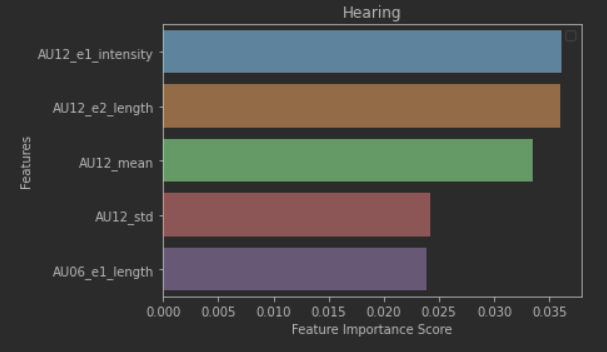 Hearing
AU12_e1_intensity
AU12_e2_length
AU12_mean
AU12_std
AU06_e1_length
Features
0.000 0.005 0.010 0.015 0.020 0.025 0.030 0.035
Feature Importance Score